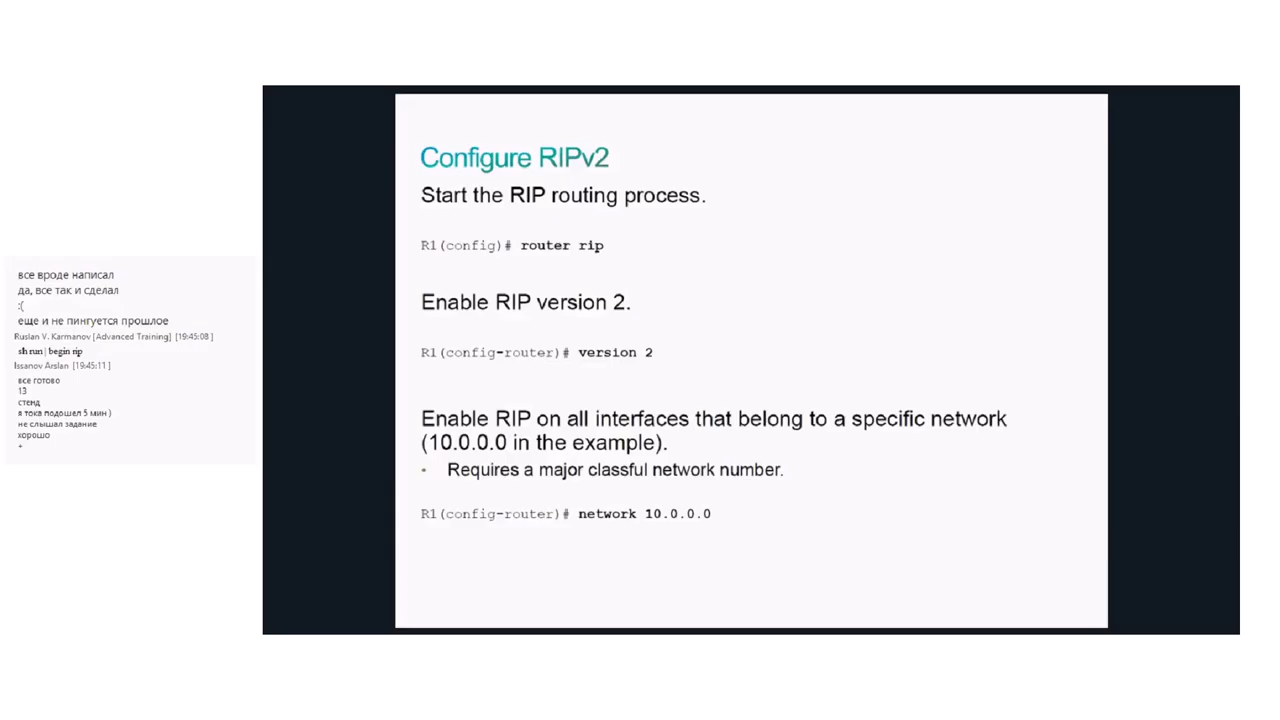 все вроде написал
да, все так и сделал
:(
еще и не пингуется прошлое
Ruslan V. Karmanov [Advanced Training] [19:45:08 ]
sh run | begin rip
Issanov Arslan [19:45:11 ]
все готово
13
стенд
я тока подошел 5 мин )
не слышал задание
хорошо
+
Configure RIPv2
Start the RIP routing process.
R1(config)# router rip
Enable RIP version 2.
R1(config-router)# version 2
Enable RIP on all interfaces that belong to a specific network
(10.0.0.0 in the example).
• Requires a major classful network number.
R1(config-router)# network 10.0.0.0